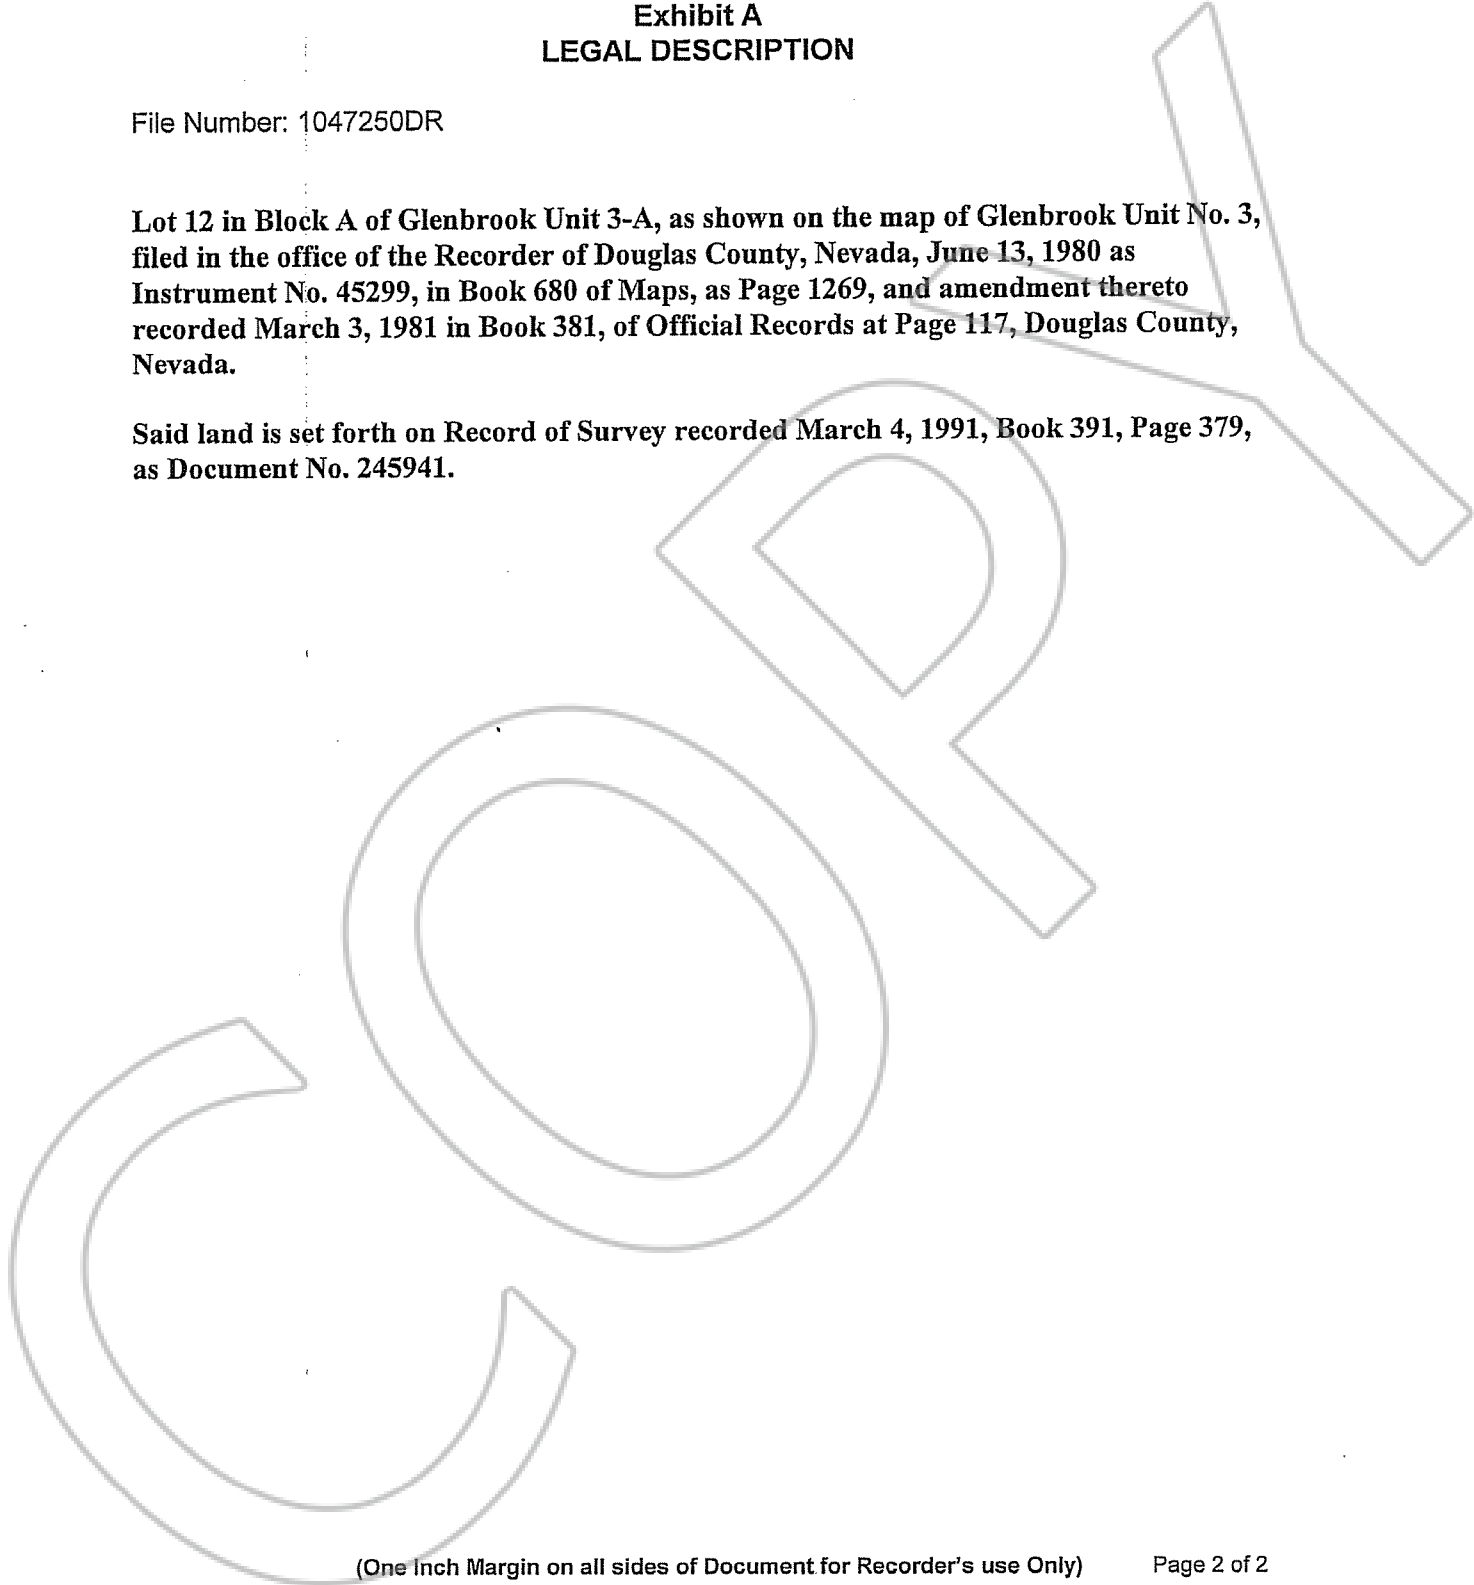 Exhibit A
LEGAL DESCRIPTION
File Number: 1047250DR
Lot 12 in Block A of Glenbrook Unit 3-A, as shown on the map of Glenbrook Unit No. 3,
filed in the office of the Recorder of Douglas County, Nevada, June 13, 1980 as
Instrument No. 45299, in Book 680 of Maps, as Page 1269, and amendment thereto
recorded March 3, 1981 in Book 381, of Official Records at Page 117, Douglas County,
Nevada.
Said land is set forth on Record of Survey recorded March 4, 1991, Book 391, Page 379,
as Document No. 245941.
COPY
(One Inch Margin on all sides of Document for Recorder's use Only) Page 2 of 2